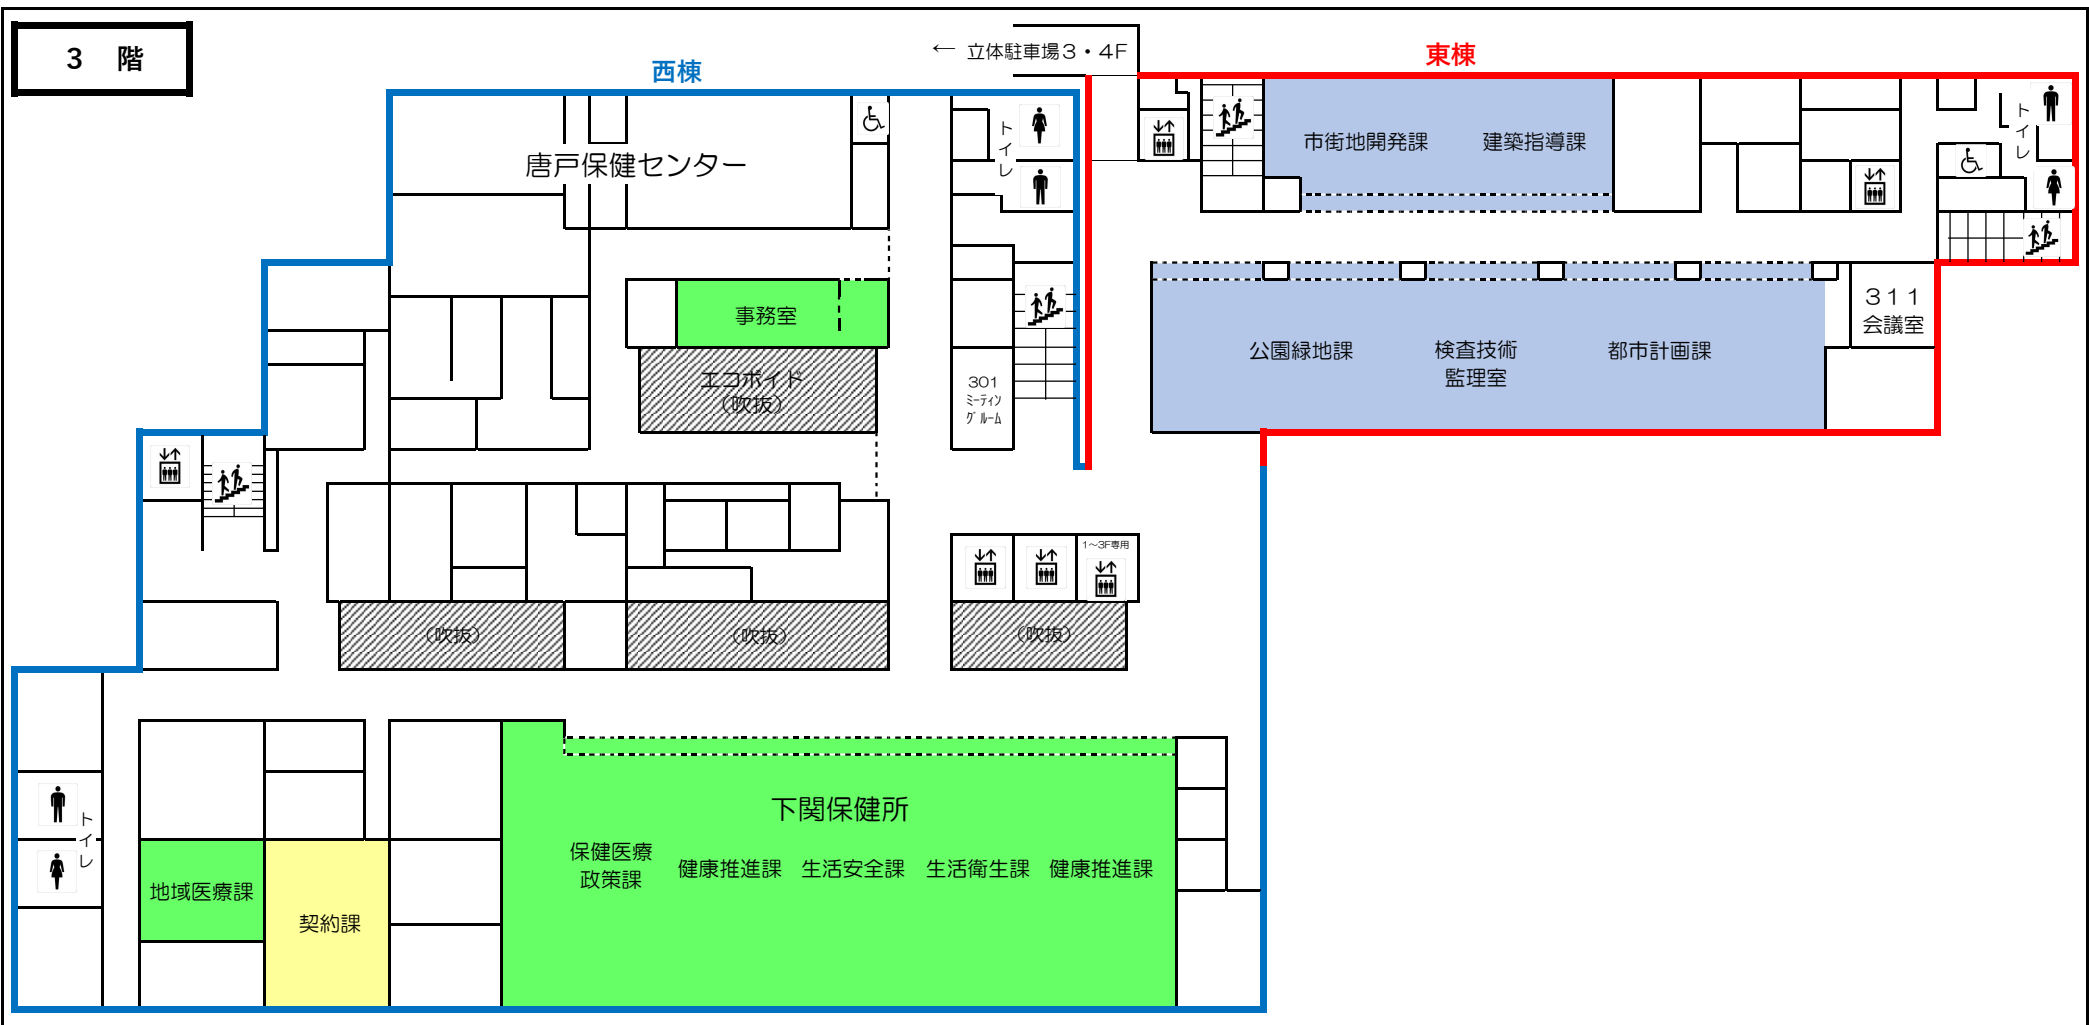 3 階
西棟
← 立体駐車場3・4F
東棟
唐戸保健センター
トイレ
市街地開発課
建築指導課
トイレ
事務室
エコボイド
(吹抜)
301
ミーティン
グルーム
公園緑地課
検査技術
監理室
都市計画課
311
会議室
1~3F専用
(吹抜)
(吹抜)
(吹抜)
トイレ
下関保健所
保健医療
政策課
健康推進課
生活安全課
生活衛生課
健康推進課
地域医療課
契約課